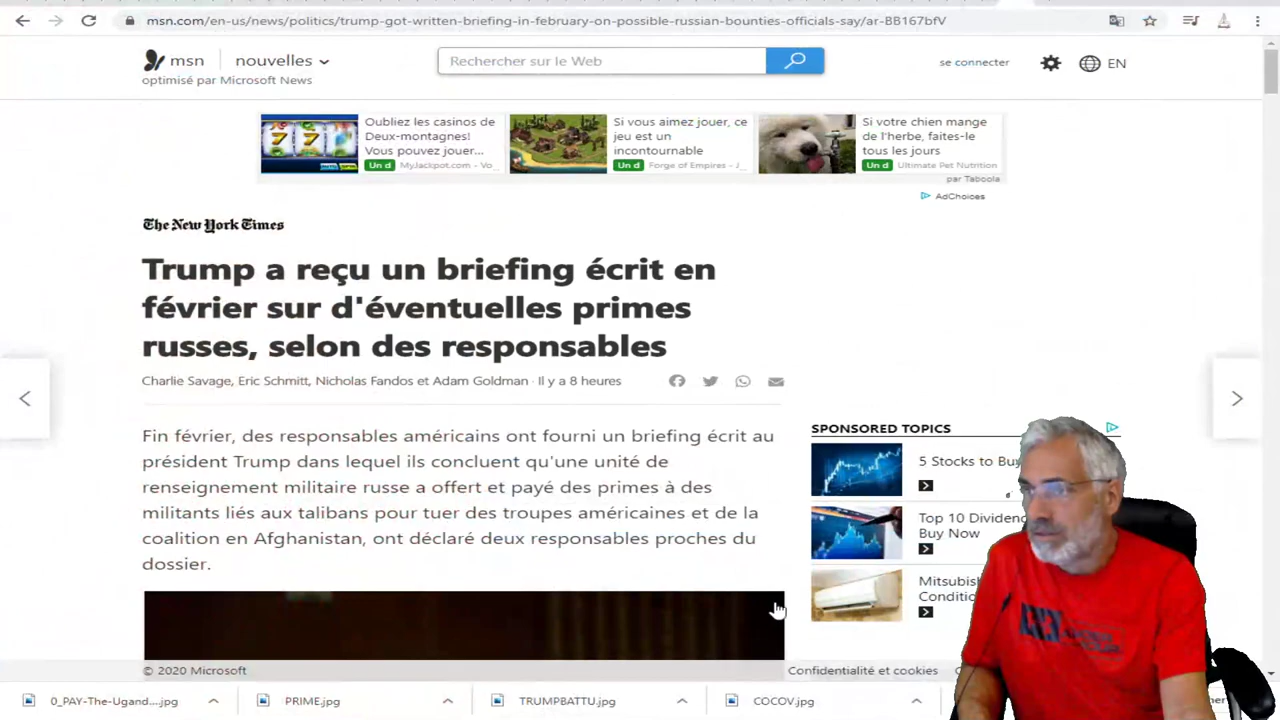 msn.com/en-us/news/politics/trump-got-written-briefing-in-february-on-possible-russian-bounties-officials-say/ar-BB167bfV
msn
nouvelles
Rechercher sur le Web
se connecter
EN
optimisé par Microsoft News
Oubliez les casinos de
Deux-montagnes!
Vous pouvez jouer...
Un d MyJackpot.com - Vo...
Si vous aimez jouer, ce
jeu est un
incontournable
Un d Forge of Empires - J...
Si votre chien mange
de l'herbe, faites-le
tous les jours
Un d Ultimate Pet Nutrition
par Taboola
AdChoices
The New York Times
Trump a reçu un briefing écrit en
février sur d'éventuelles primes
russes, selon des responsables
Charlie Savage, Eric Schmitt, Nicholas Fandos et Adam Goldman · Il y a 8 heures
Fin février, des responsables américains ont fourni un briefing écrit au
président Trump dans lequel ils concluent qu'une unité de
renseignement militaire russe a offert et payé des primes à des
militants liés aux talibans pour tuer des troupes américaines et de la
coalition en Afghanistan, ont déclaré deux responsables proches du
dossier.
SPONSORED TOPICS
5 Stocks to Buy
Top 10 Dividend
Buy Now
Mitsubish
Conditio
© 2020 Microsoft
Confidentialité et cookies
0_PAY-The-Ugand....jpg
PRIME.jpg
TRUMPBATTU.jpg
COCOV.jpg